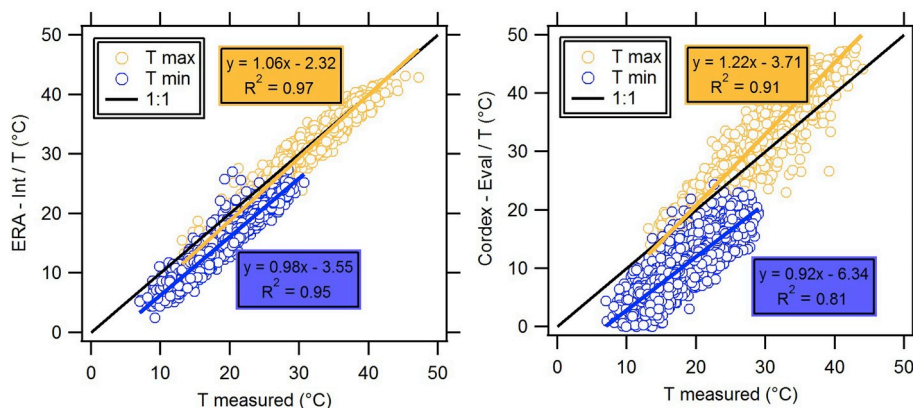 ERA - Int / T (°C)
50
40
30
20
10
0
T max
T min
1:1
y = 1.06x - 2.32
R² = 0.97
y = 0.98x - 3.55
R² = 0.95
0 10 20 30 40 50
T measured (°C)
Cordex - Eval / T (°C)
50
40
30
20
10
0
T max
T min
1:1
y = 1.22x - 3.71
R² = 0.91
y = 0.92x - 6.34
R² = 0.81
0 10 20 30 40 50
T measured (°C)